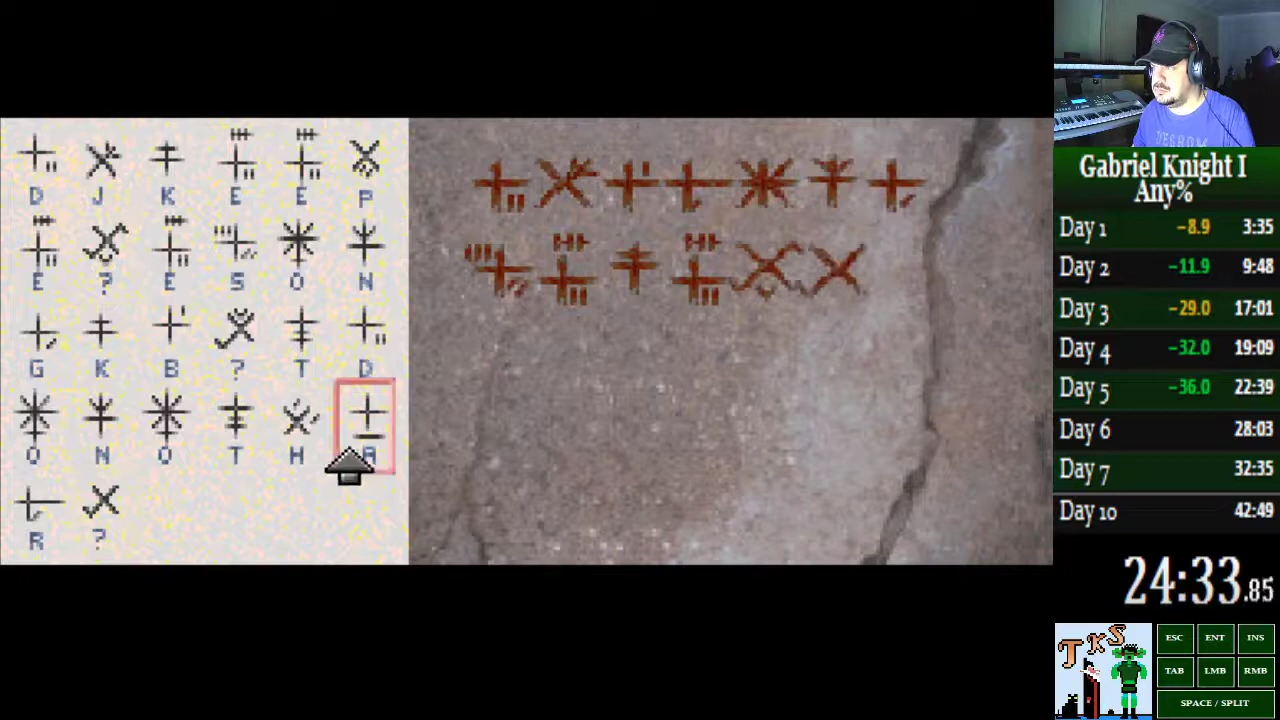 D J K E E P
E ? E S O N
G K B ? T D
O N O T H A
R ?
DESGROM
Gabriel Knight I
Any%
Day 1 -8.9 3:35
Day 2 -11.9 9:48
Day 3 -29.0 17:01
Day 4 -32.0 19:09
Day 5 -36.0 22:39
Day 6 28:03
Day 7 32:35
Day 10 42:49
24:33.85
TKS
ESC ENT INS
TAB LMB RMB
SPACE / SPLIT